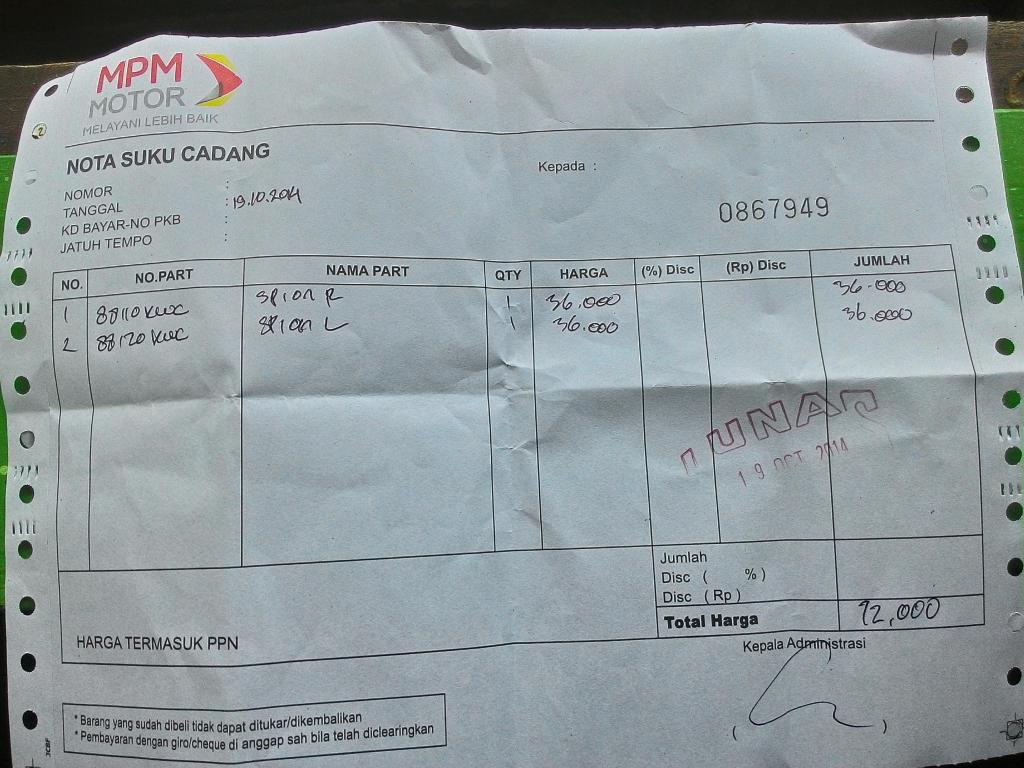 MPM
MOTOR
MELAYANI LEBIH BAIK
NOTA SUKU CADANG
Kepada :
NOMOR :
TANGGAL : 19.10.2014
KD BAYAR-NO PKB :
JATUH TEMPO :
0867949
NO. NO.PART NAMA PART QTY HARGA (%) Disc (Rp) Disc JUMLAH
1 88110 KWC SPION R 1 36.000 36.000
2 88120 KWC SPION L 1 36.000 36.000
LUNAS
19 OCT 2014
Jumlah
Disc ( %)
Disc (Rp)
Total Harga 72,000
HARGA TERMASUK PPN
Kepala Administrasi
* Barang yang sudah dibeli tidak dapat ditukar/dikembalikan
* Pembayaran dengan giro/cheque di anggap sah bila telah diclearingkan
( )